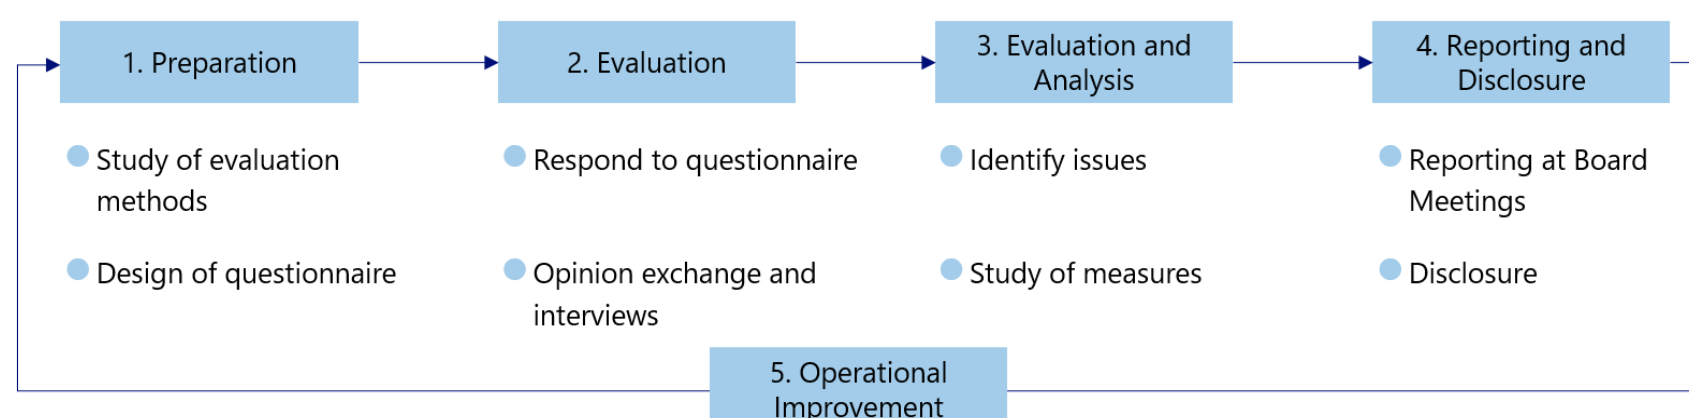 1. Preparation
2. Evaluation
3. Evaluation and
Analysis
4. Reporting and
Disclosure
Study of evaluation
methods
Design of questionnaire
Respond to questionnaire
Opinion exchange and
interviews
Identify issues
Study of measures
Reporting at Board
Meetings
Disclosure
5. Operational
Improvement